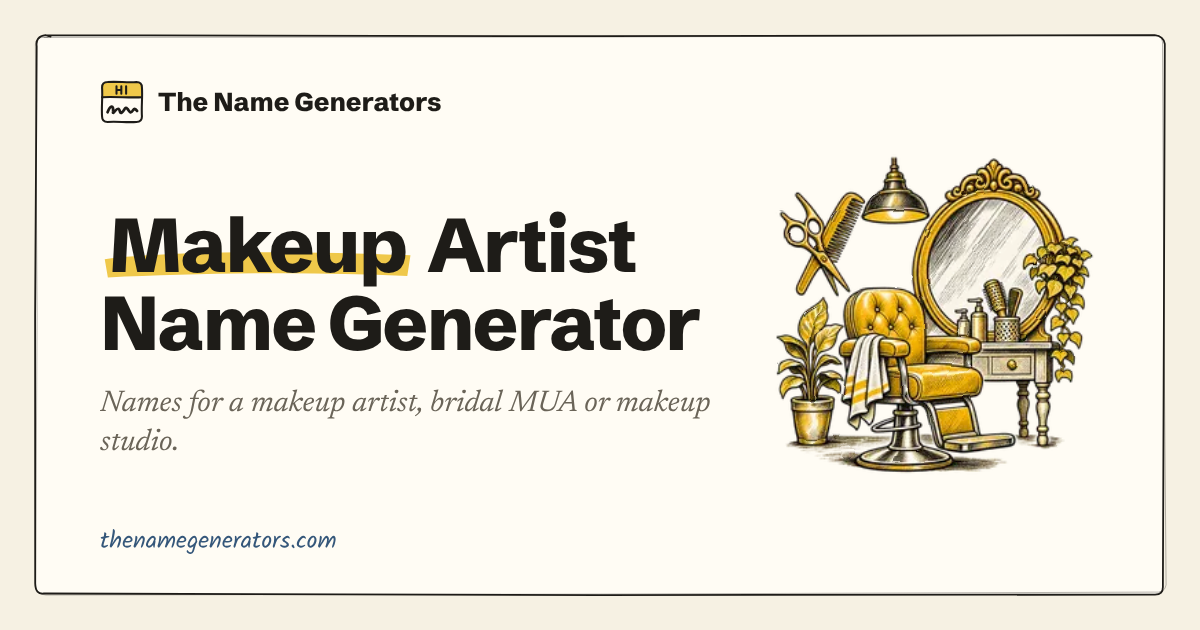 HI
The Name Generators
Makeup Artist
Name Generator
Names for a makeup artist, bridal MUA or makeup
studio.
thenamegenerators.com